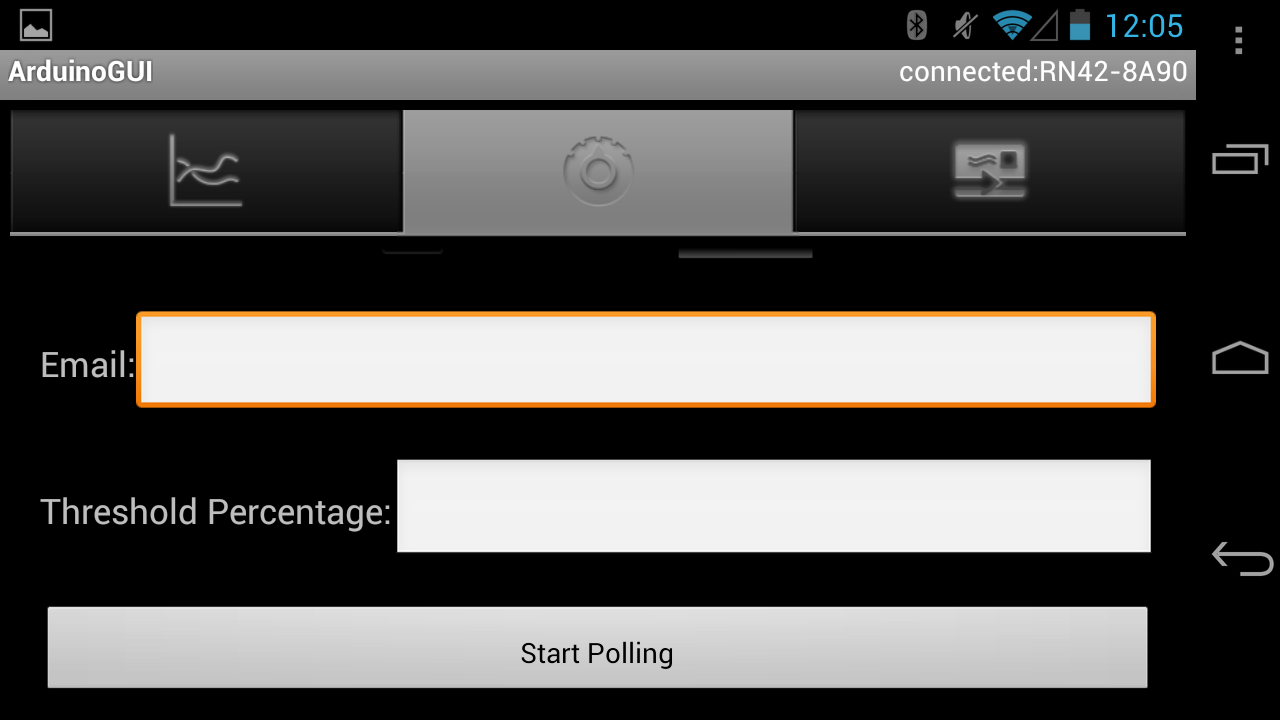 12:05
ArduinoGUI
connected:RN42-8A90
Email:
Threshold Percentage:
Start Polling